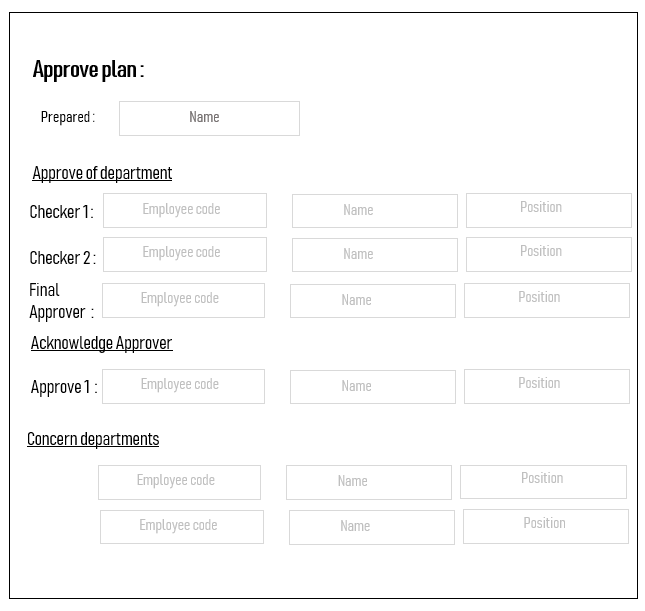 Approve plan :
Prepared : Name
Approve of department
Checker 1 : Employee code Name Position
Checker 2 : Employee code Name Position
Final
Approver : Employee code Name Position
Acknowledge Approver
Approve 1 : Employee code Name Position
Concern departments
Employee code Name Position
Employee code Name Position